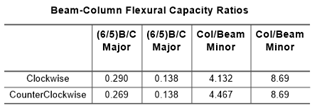 Beam-Column Flexural Capacity Ratios
(6/5)B/C Major (6/5)B/C Major Col/Beam Minor Col/Beam Minor
Clockwise 0.290 0.138 4.132 8.69
CounterClockwise 0.269 0.138 4.467 8.69